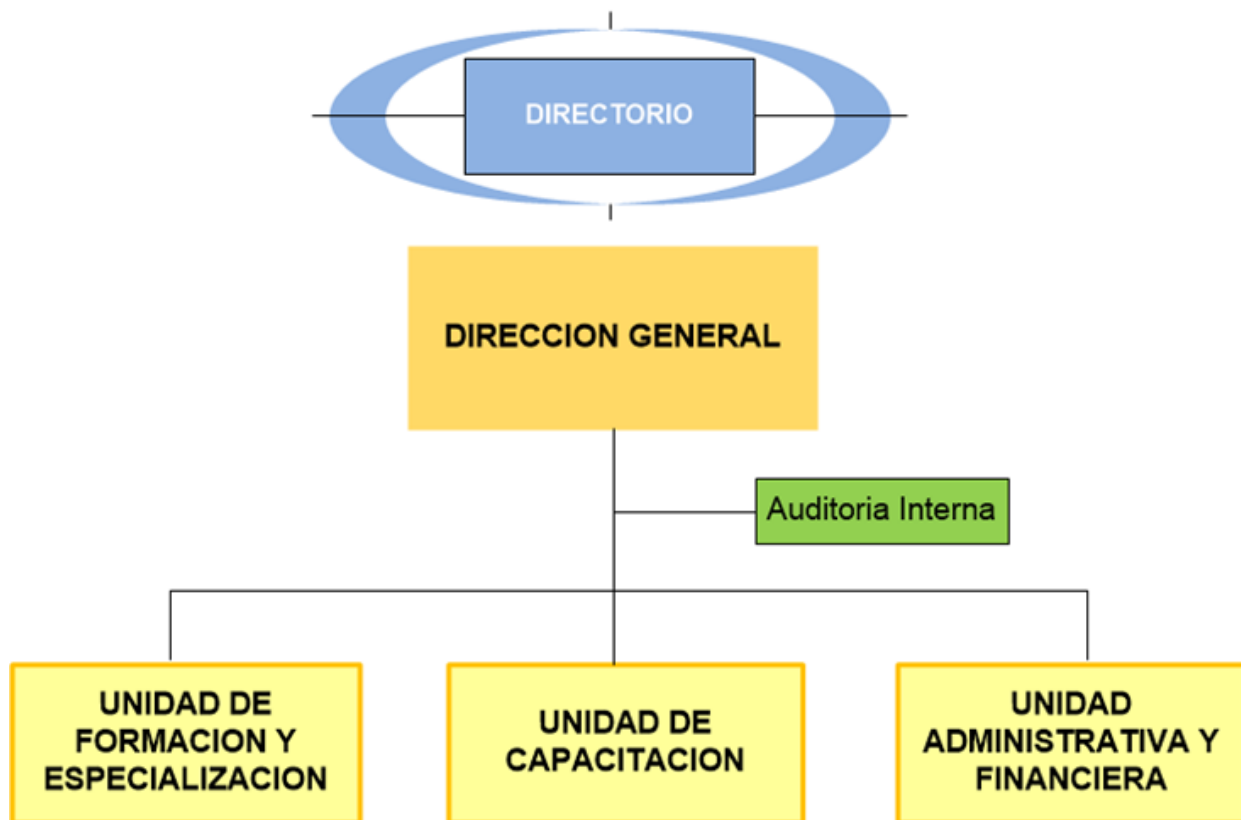 DIRECTORIO
DIRECCION GENERAL
Auditoria Interna
UNIDAD DE
FORMACION Y
ESPECIALIZACION
UNIDAD DE
CAPACITACION
UNIDAD
ADMINISTRATIVA Y
FINANCIERA